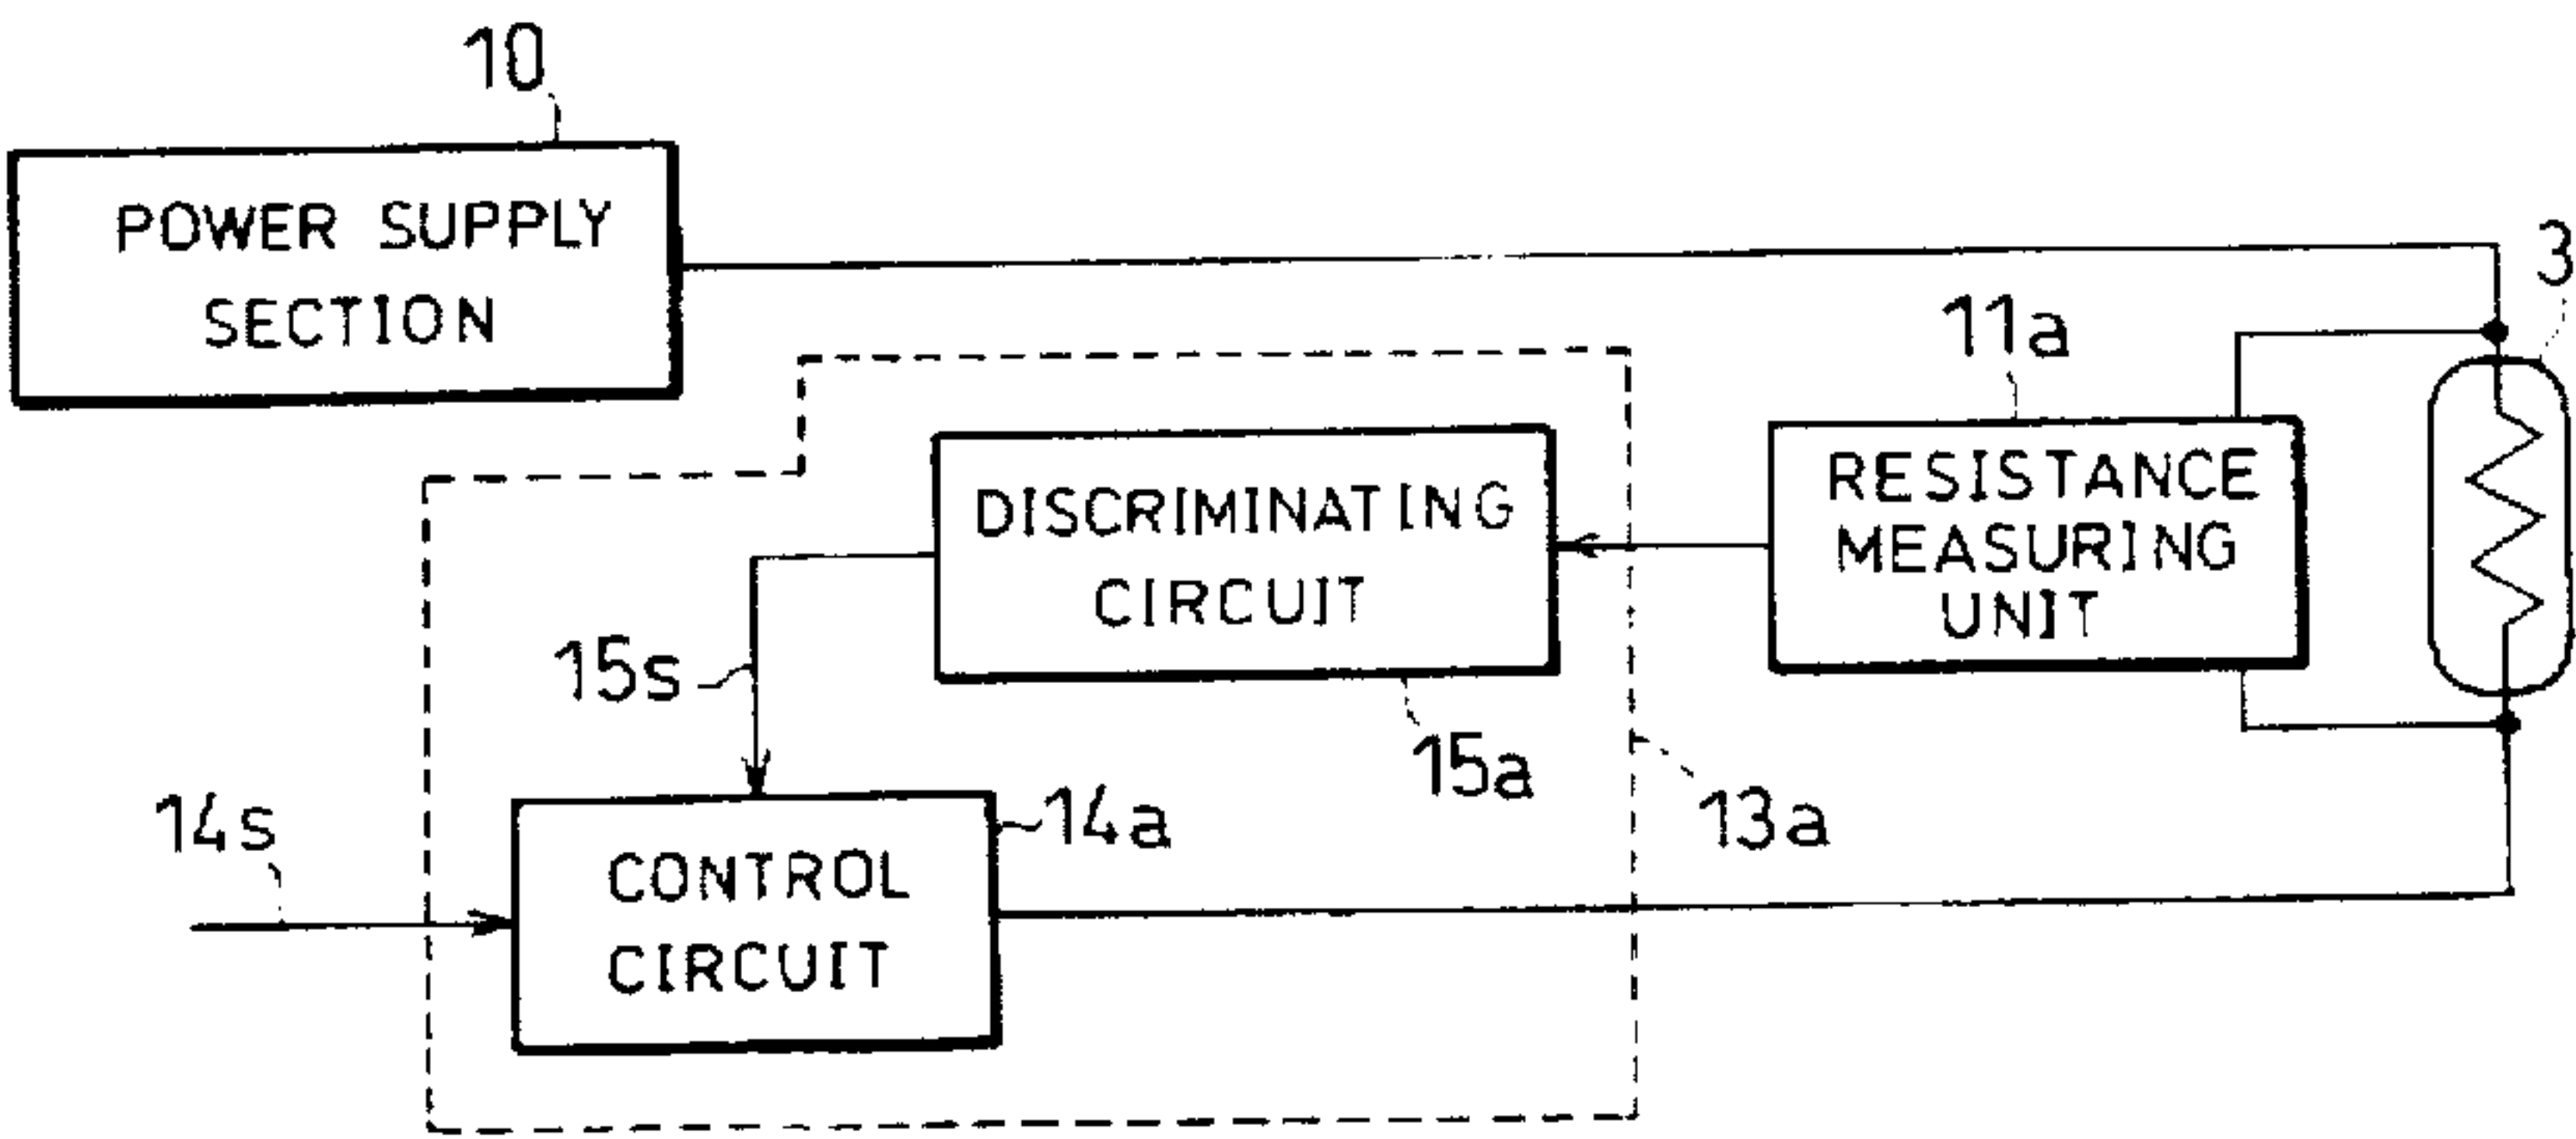 10
POWER SUPPLY
SECTION
3
11a
RESISTANCE
MEASURING
UNIT
DISCRIMINATING
CIRCUIT
15s
15a
13a
14s
14a
CONTROL
CIRCUIT